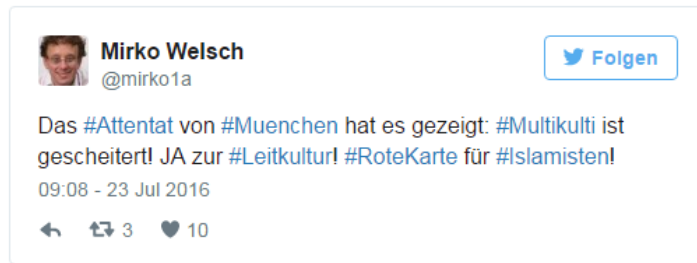 Mirko Welsch
@mirko1a
Folgen
Das #Attentat von #Muenchen hat es gezeigt: #Multikulti ist
gescheitert! JA zur #Leitkultur! #RoteKarte für #Islamisten!
09:08 - 23 Jul 2016
3 10